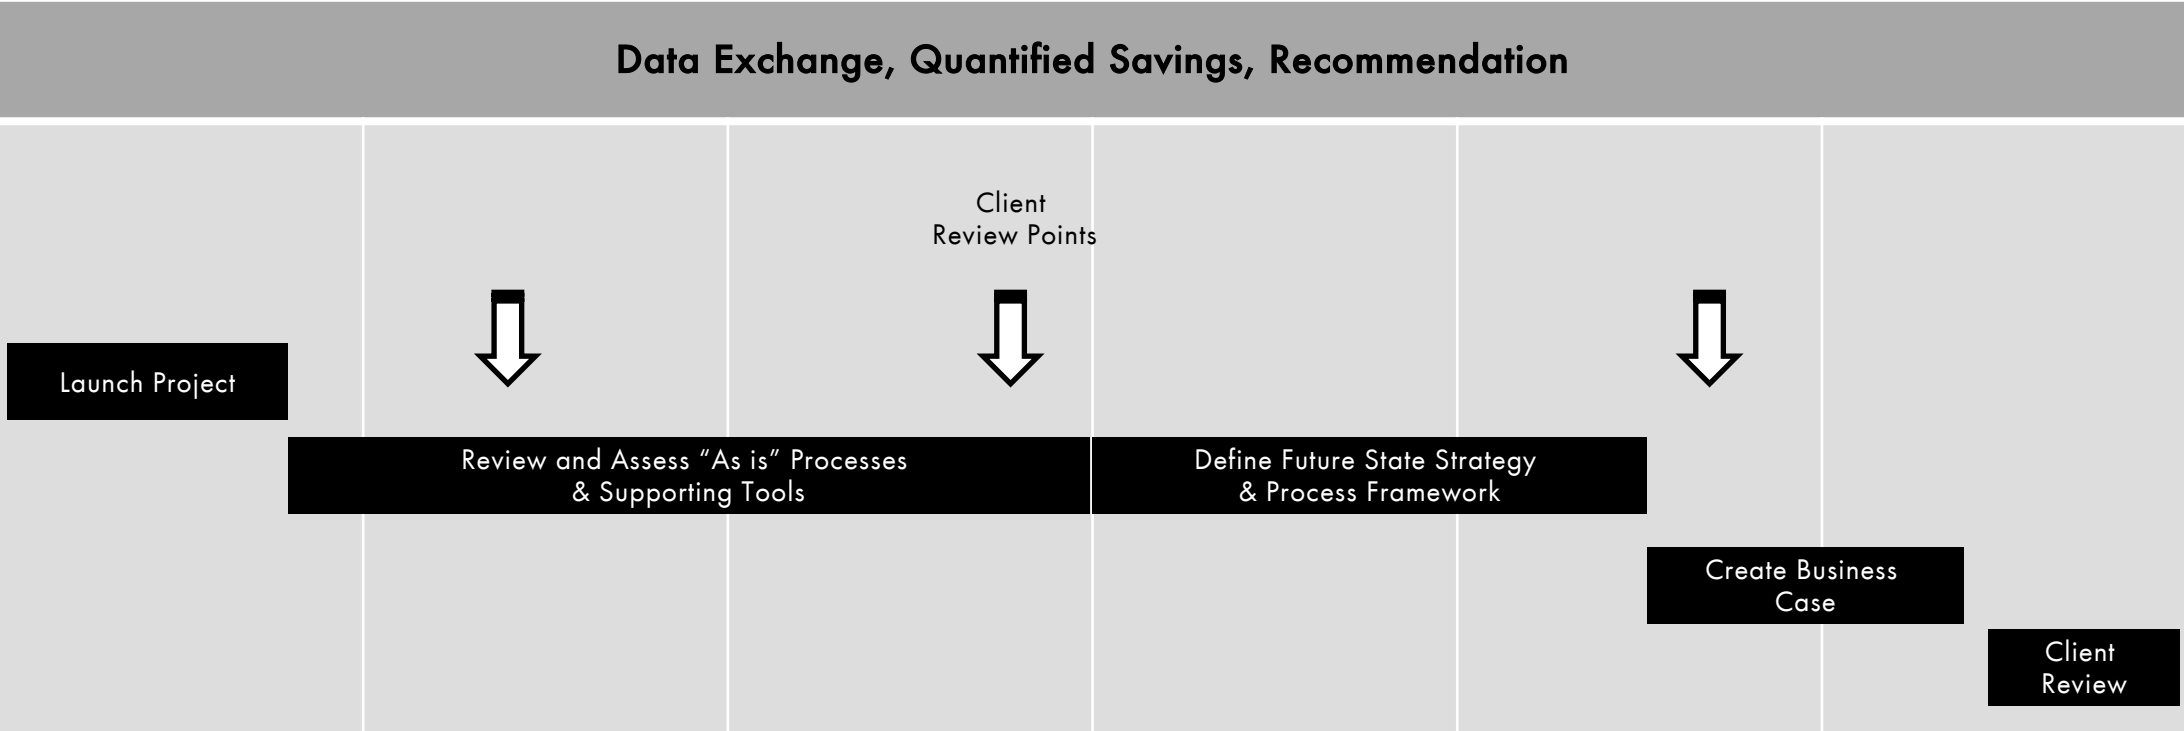 Data Exchange, Quantified Savings, Recommendation
Client
Review Points
Launch Project
Review and Assess “As is” Processes
& Supporting Tools
Define Future State Strategy
& Process Framework
Create Business
Case
Client
Review